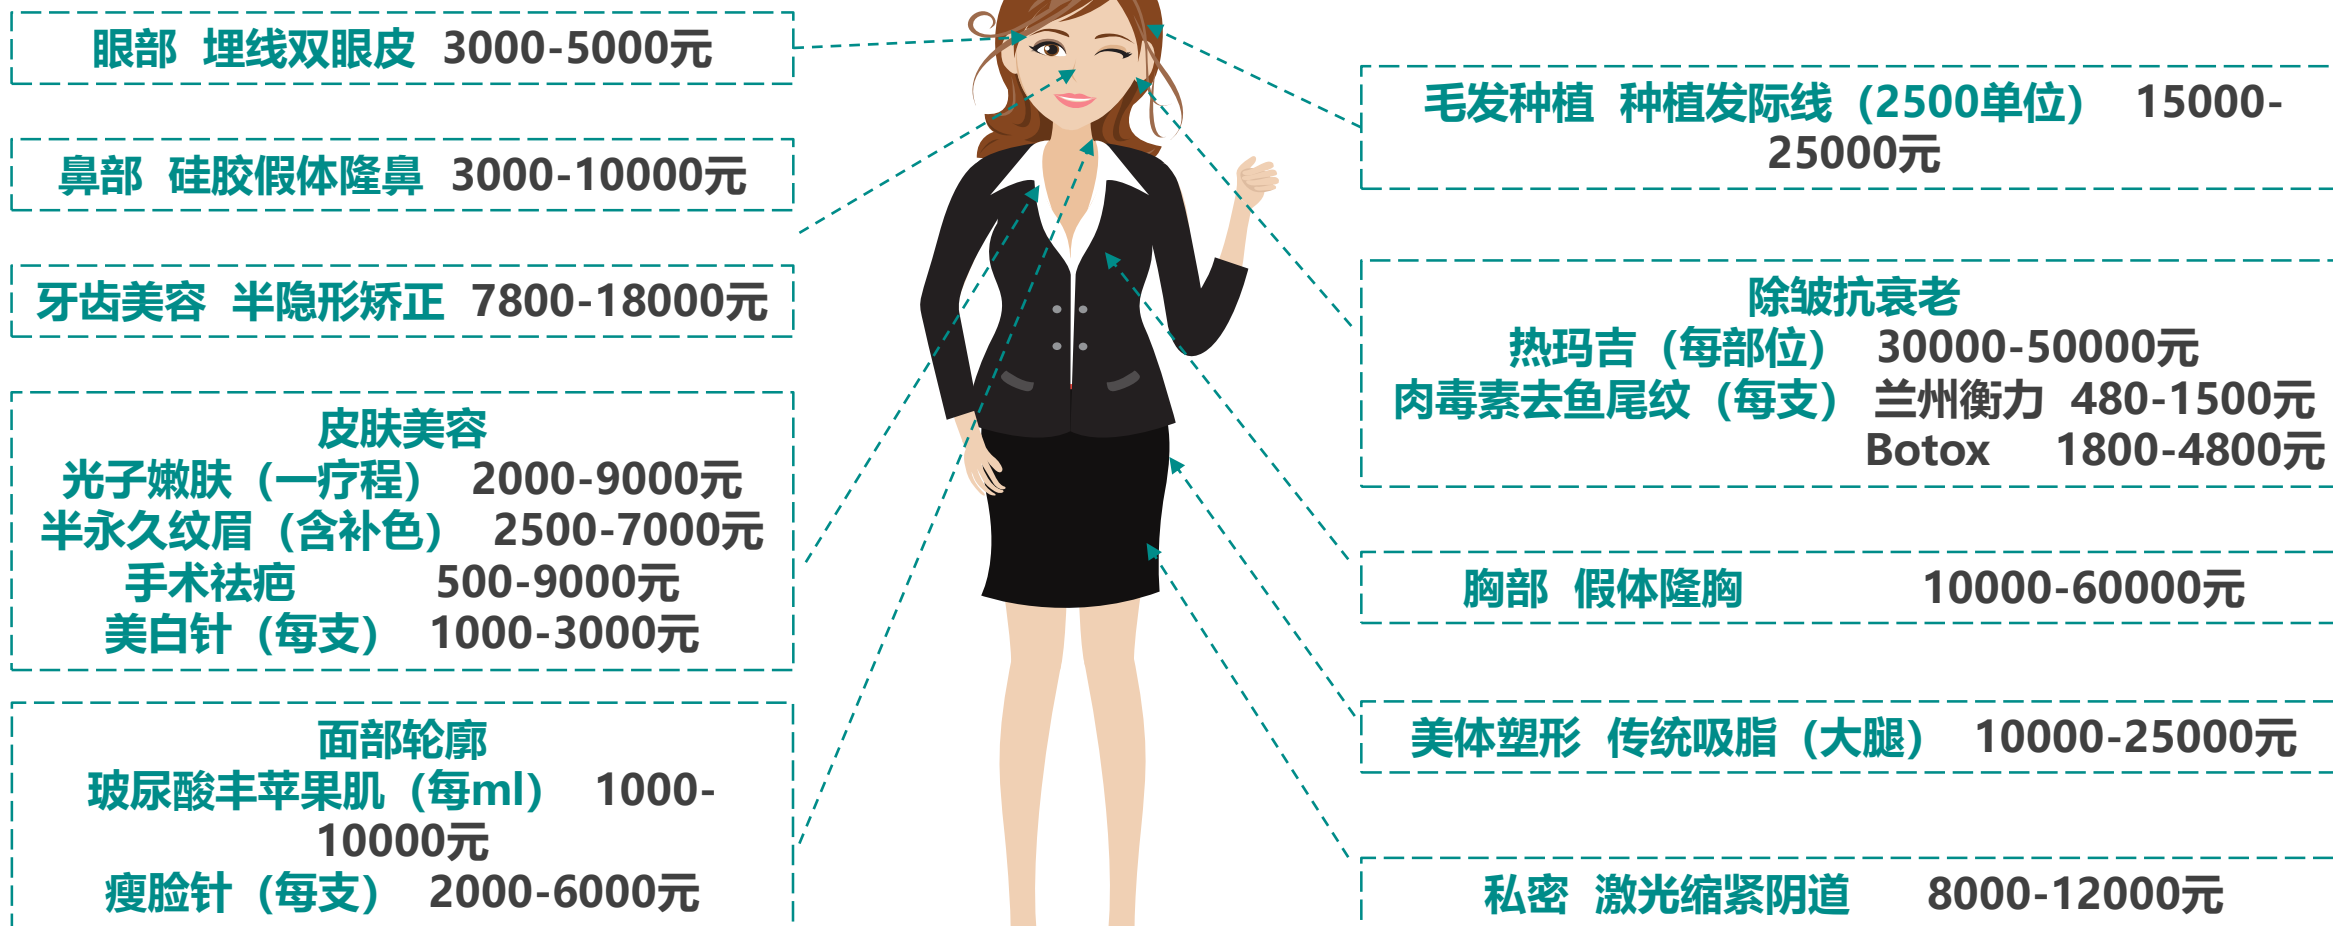 眼部 埋线双眼皮 3000-5000元
鼻部 硅胶假体隆鼻 3000-10000元
牙齿美容 半隐形矫正 7800-18000元
皮肤美容
光子嫩肤（一疗程） 2000-9000元
半永久纹眉（含补色） 2500-7000元
手术祛疤 500-9000元
美白针（每支） 1000-3000元
面部轮廓
玻尿酸丰苹果肌（每ml） 1000-
10000元
瘦脸针（每支） 2000-6000元
毛发种植 种植发际线（2500单位） 15000-
25000元
除皱抗衰老
热玛吉（每部位） 30000-50000元
肉毒素去鱼尾纹（每支） 兰州衡力 480-1500元
Botox 1800-4800元
胸部 假体隆胸 10000-60000元
美体塑形 传统吸脂（大腿） 10000-25000元
私密 激光缩紧阴道 8000-12000元